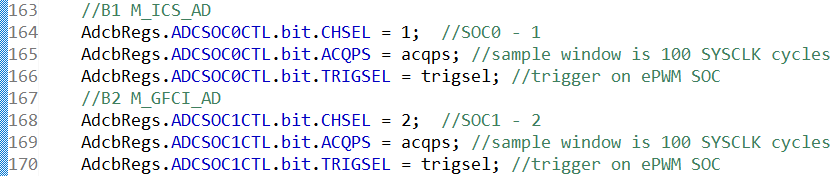 163 //B1 M_ICS_AD
164 AdcbRegs.ADCSOC0CTL.bit.CHSEL = 1; //SOC0 - 1
165 AdcbRegs.ADCSOC0CTL.bit.ACQPS = acqps; //sample window is 100 SYSCLK cycles
166 AdcbRegs.ADCSOC0CTL.bit.TRIGSEL = trigsel; //trigger on ePWM SOC
167 //B2 M_GFCI_AD
168 AdcbRegs.ADCSOC1CTL.bit.CHSEL = 2; //SOC1 - 2
169 AdcbRegs.ADCSOC1CTL.bit.ACQPS = acqps; //sample window is 100 SYSCLK cycles
170 AdcbRegs.ADCSOC1CTL.bit.TRIGSEL = trigsel; //trigger on ePWM SOC